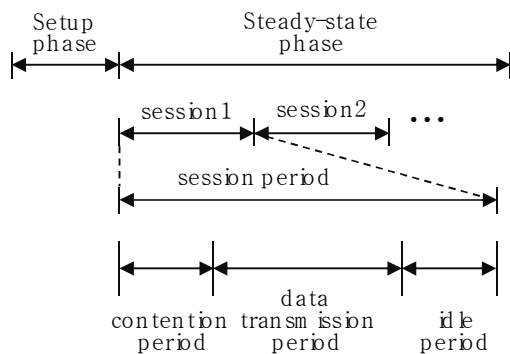 Setup
phase
Steady-state
phase
session1
session2
...
session period
contention
period
data
transmission
period
idle
period